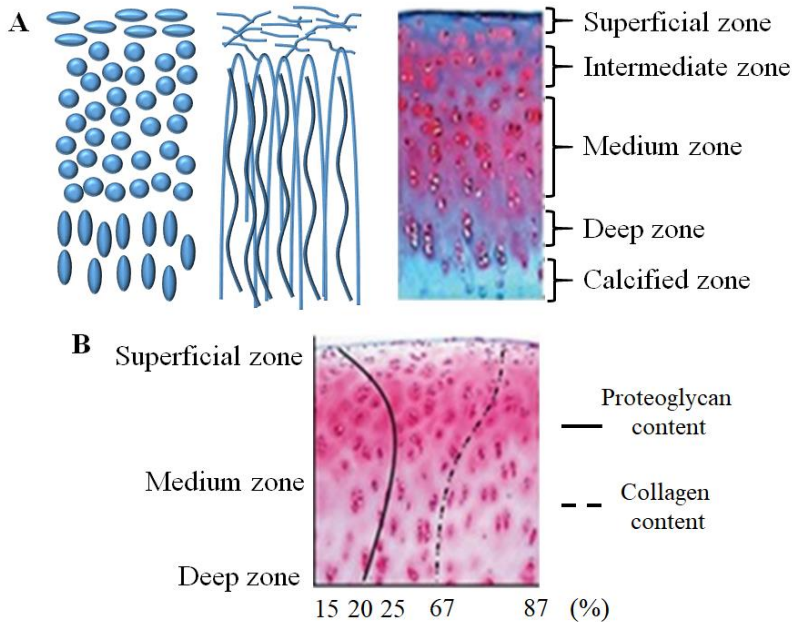 A
Superficial zone
Intermediate zone
Medium zone
Deep zone
Calcified zone
B
Superficial zone
Medium zone
Deep zone
Proteoglycan
content
Collagen
content
15 20 25 67 87 (%)